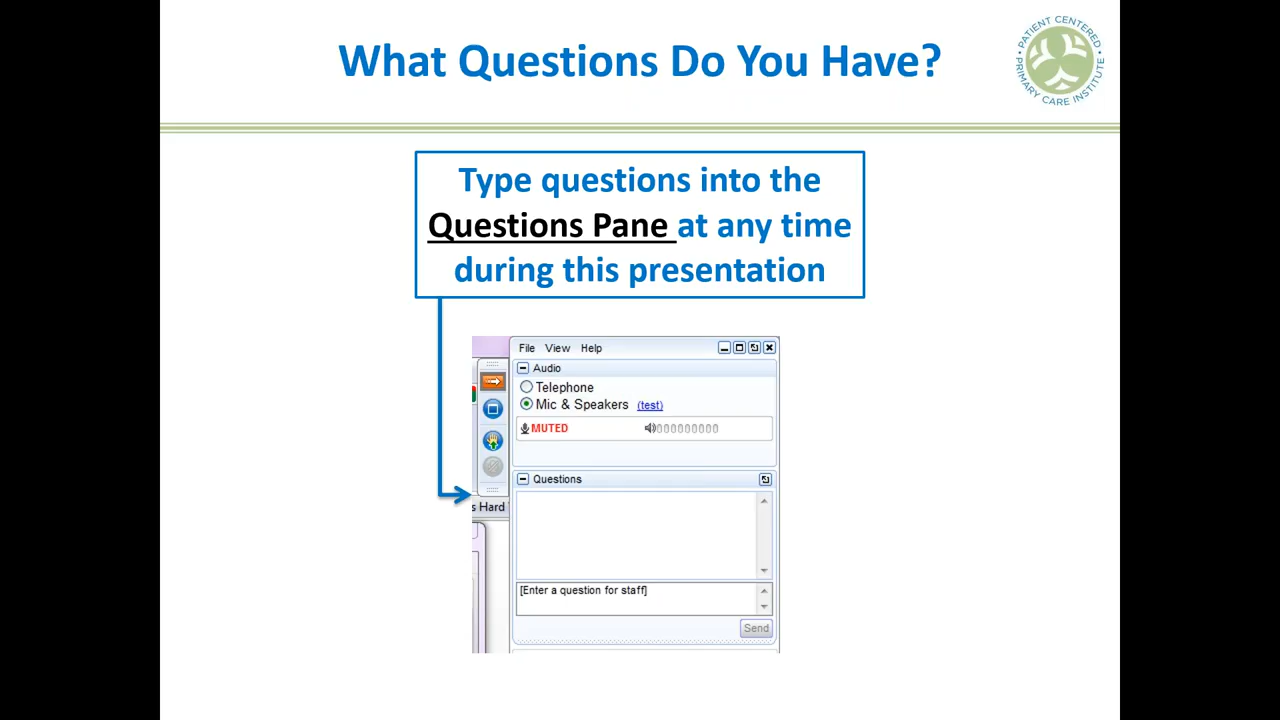 What Questions Do You Have?
PATIENT CENTERED
PRIMARY CARE INSTITUTE
Type questions into the
Questions Pane at any time
during this presentation
File View Help
Audio
Telephone
Mic & Speakers (test)
MUTED
Questions
s Hard
[Enter a question for staff]
Send